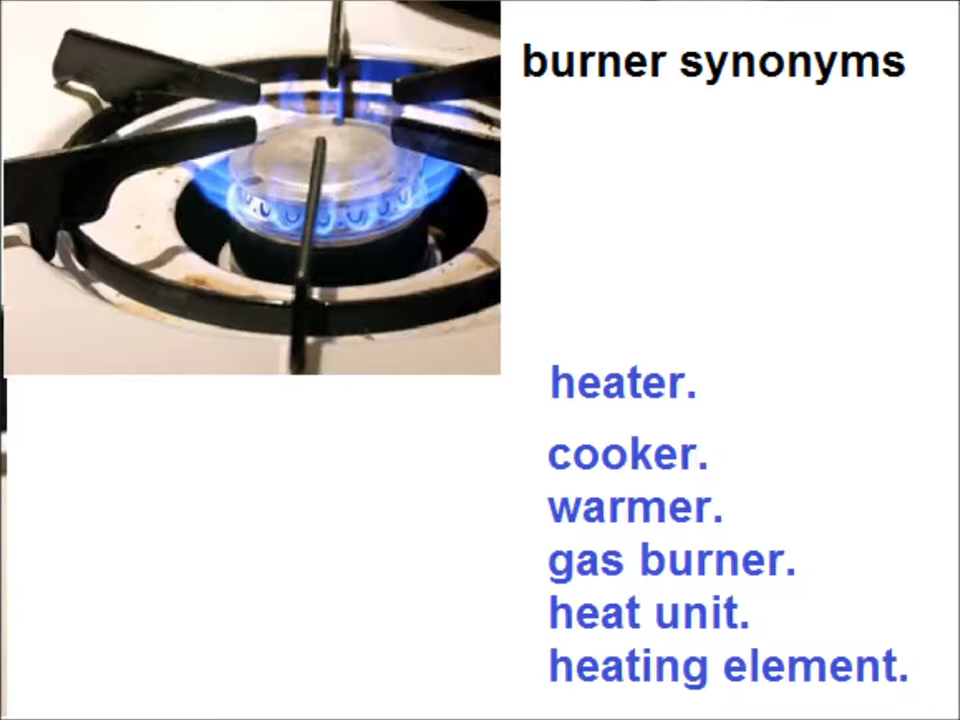 burner synonyms
heater.
cooker.
warmer.
gas burner.
heat unit.
heating element.